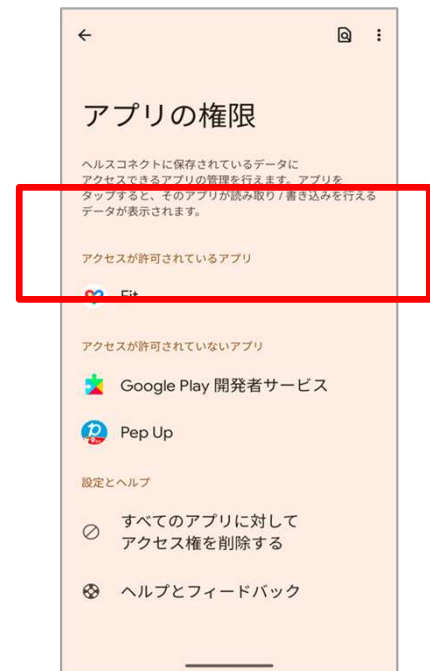 アプリの権限
ヘルスコネクトに保存されているデータに
アクセスできるアプリの管理を行えます。アプリを
タップすると、そのアプリが読み取り / 書き込みを行える
データが表示されます。
アクセスが許可されているアプリ
Fit
アクセスが許可されていないアプリ
Google Play 開発者サービス
Pep Up
設定とヘルプ
すべてのアプリに対して
アクセス権を削除する
ヘルプとフィードバック